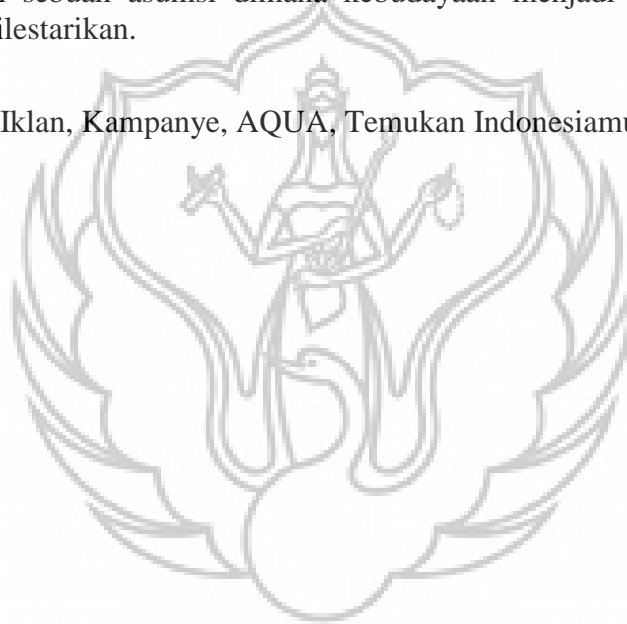 sebuah asumsi dimana kebudayaan menjadi
ilestarikan.
Iklan, Kampanye, AQUA, Temukan Indonesiamu